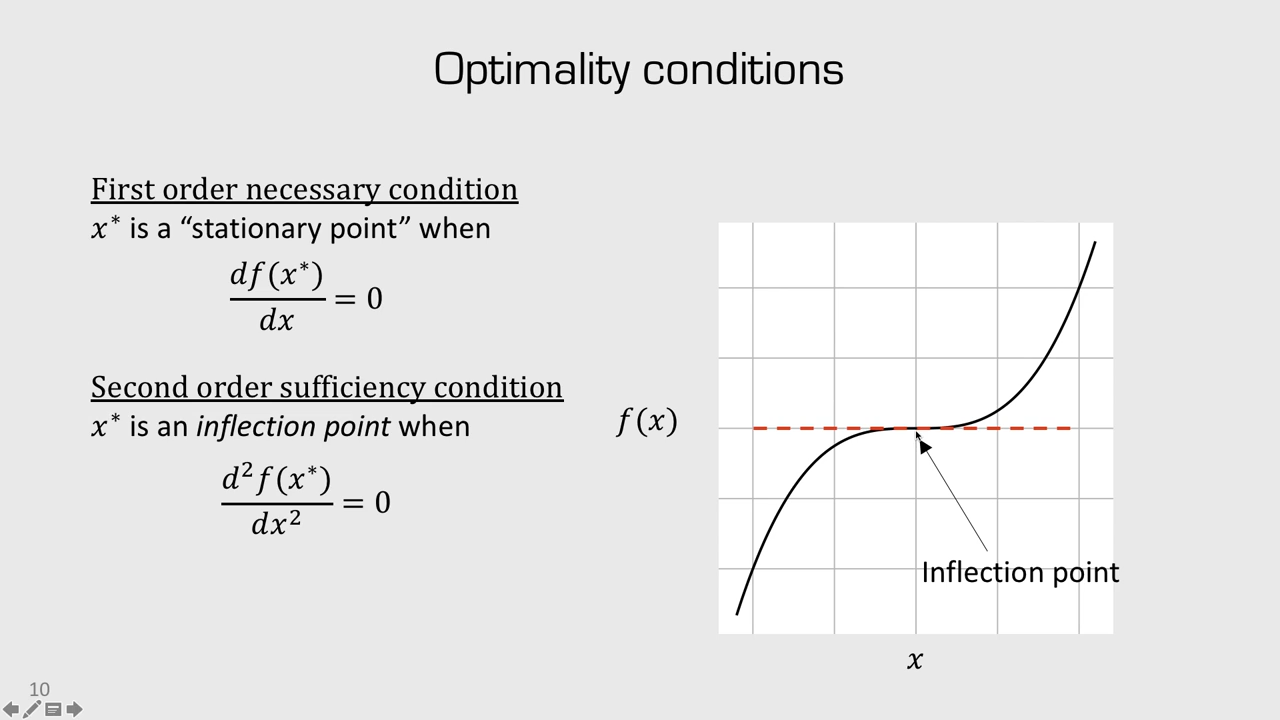 Optimality conditions
First order necessary condition
x* is a “stationary point” when
df(x*)/dx = 0
Second order sufficiency condition
x* is an inflection point when
d²f(x*)/dx² = 0
f(x)
Inflection point
x
10